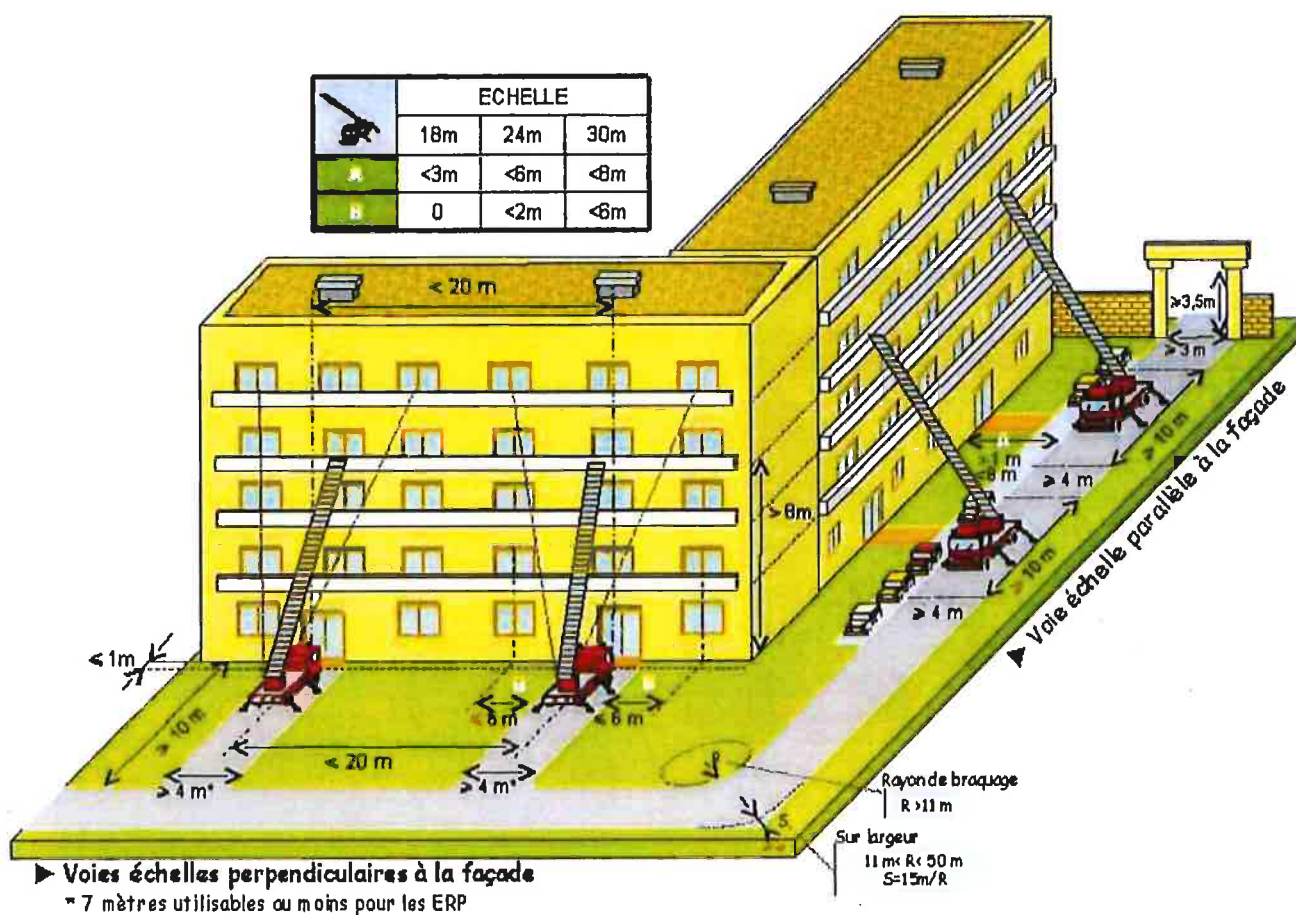 ECHELLE
18m 24m 30m
A <3m <6m <8m
B 0 <2m <6m
< 20 m
≥3,5m
≥ 3 m
≥ 10 m
A
≥ 4 m
> 8m
≥ 10 m
≥ 4 m
► Voie échelle parallèle à la façade
≤ 1m
≥ 10 m
≤ 6 m
≤ 6 m
≤ 20 m
≥ 4 m*
≥ 4 m*
R
Rayon de braquage
R >11 m
S
Sur largeur
11 m< R< 50 m
S=15m/R
► Voies échelles perpendiculaires à la façade
* 7 mètres utilisables au moins pour les ERP